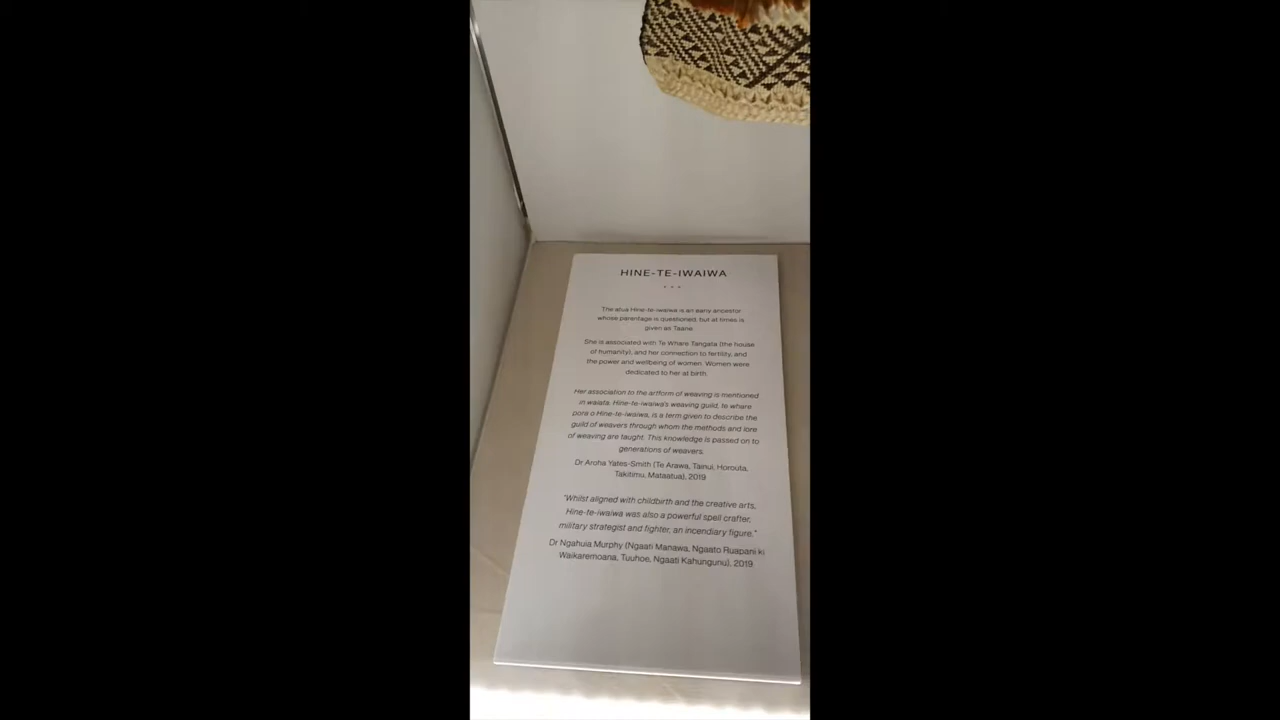 HINE-TE-IWAIWA
The atua Hine-te-iwaiwa is an early ancestor
whose parentage is questioned, but at times is
given as Taane.
She is associated with Te Whare Tangata (the house
of humanity), and her connection to fertility, and
the power and wellbeing of women. Women were
dedicated to her at birth.
Her association to the artform of weaving is mentioned
in waiata. Hine-te-iwaiwa's weaving guild, te whare
pora o Hine-te-iwaiwa, is a term given to describe the
guild of weavers through whom the methods and lore
of weaving are taught. This knowledge is passed on to
generations of weavers.
Dr Aroha Yates-Smith (Te Arawa, Tainui, Horouta,
Takitimu, Mataatua), 2019
"Whilst aligned with childbirth and the creative arts,
Hine-te-iwaiwa was also a powerful spell crafter,
military strategist and fighter, an incendiary figure."
Dr Ngahuia Murphy (Ngaati Manawa, Ngaato Ruapani ki
Waikaremoana, Tuuhoe, Ngaati Kahungunu), 2019